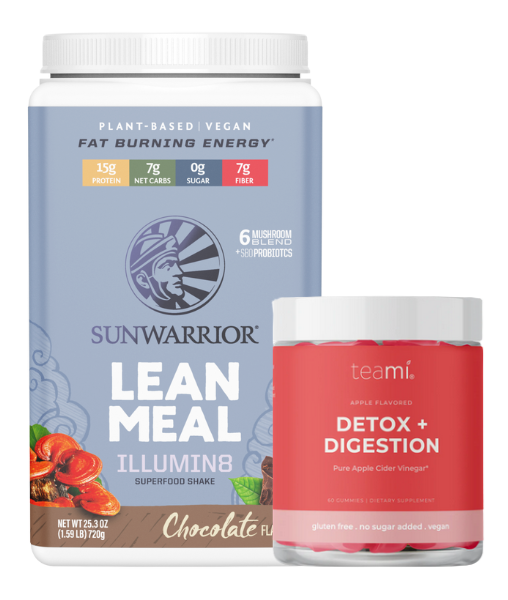 PLANT-BASED | VEGAN
FAT BURNING ENERGY*
15g 7g 0g 7g
PROTEIN NET CARBS SUGAR FIBER
6 MUSHROOM
BLEND
+ SBO PROBIOTCS
SUNWARRIOR®
LEAN
MEAL
ILLUMIN8
SUPERFOOD SHAKE
NET WT 25.3 OZ
(1.59 LB) 720g
Chocolate FLA
teami®
APPLE FLAVORED
DETOX +
DIGESTION
Pure Apple Cider Vinegar*
60 GUMMIES | DIETARY SUPPLEMENT
gluten free . no sugar added . vegan